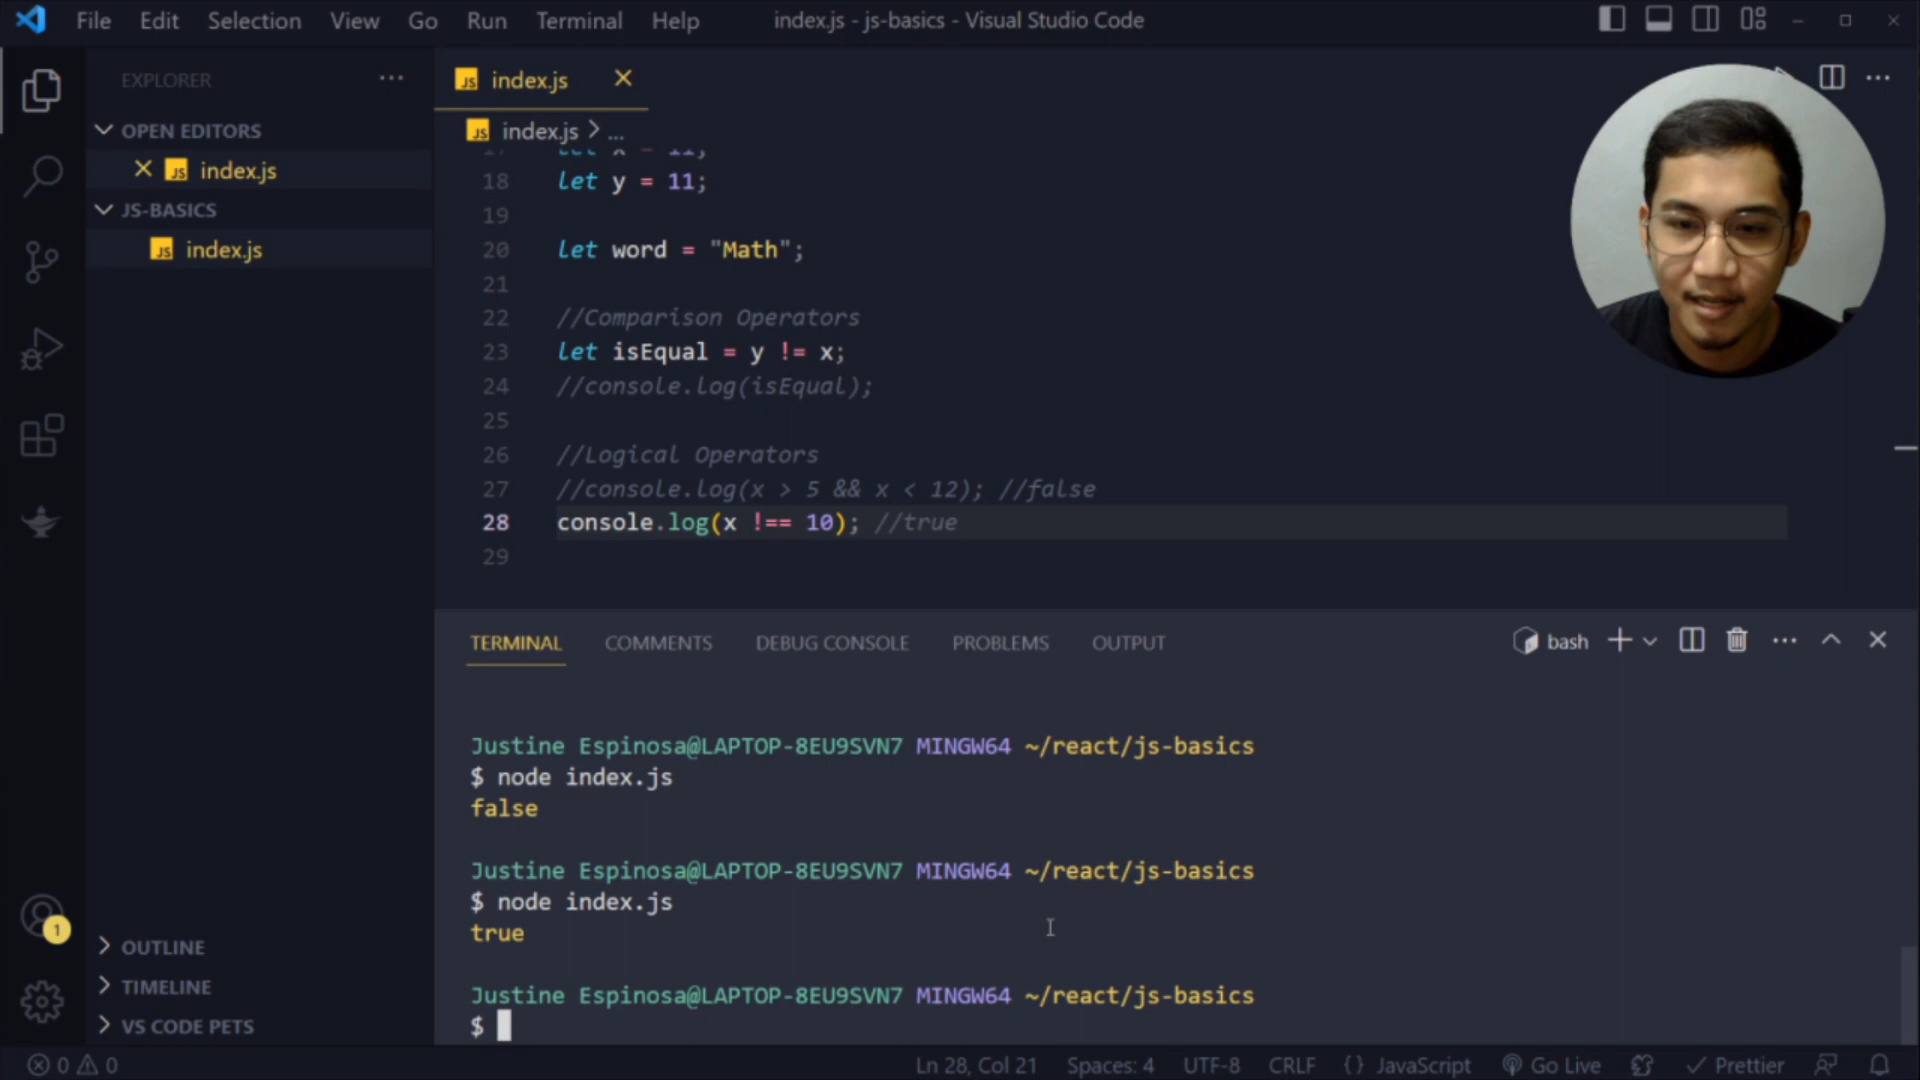 File Edit Selection View Go Run Terminal Help index.js - js-basics - Visual Studio Code
EXPLORER
OPEN EDITORS
JS index.js
JS-BASICS
JS index.js
OUTLINE
TIMELINE
VS CODE PETS
JS index.js
JS index.js > ...
18 let y = 11;
19
20 let word = "Math";
21
22 //Comparison Operators
23 let isEqual = y != x;
24 //console.log(isEqual);
25
26 //Logical Operators
27 //console.log(x > 5 && x < 12); //false
28 console.log(x !== 10); //true
29
TERMINAL COMMENTS DEBUG CONSOLE PROBLEMS OUTPUT bash
Justine Espinosa@LAPTOP-8EU9SVN7 MINGW64 ~/react/js-basics
$ node index.js
false
Justine Espinosa@LAPTOP-8EU9SVN7 MINGW64 ~/react/js-basics
$ node index.js
true
Justine Espinosa@LAPTOP-8EU9SVN7 MINGW64 ~/react/js-basics
$
1
0 0 Ln 28, Col 21 Spaces: 4 UTF-8 CRLF {} JavaScript Go Live Prettier